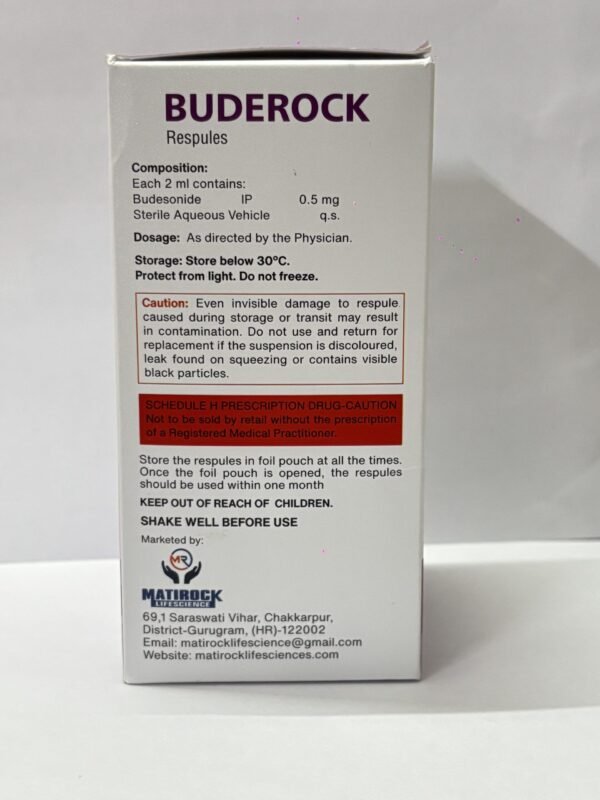 BUDEROCK
Respules
Composition:
Each 2 ml contains:
Budesonide IP 0.5 mg
Sterile Aqueous Vehicle q.s.
Dosage: As directed by the Physician.
Storage: Store below 30ºC.
Protect from light. Do not freeze.
Caution: Even invisible damage to respule
caused during storage or transit may result
in contamination. Do not use and return for
replacement if the suspension is discoloured,
leak found on squeezing or contains visible
black particles.
SCHEDULE H PRESCRIPTION DRUG-CAUTION
Not to be sold by retail without the prescription
of a Registered Medical Practitioner.
Store the respules in foil pouch at all the times.
Once the foil pouch is opened, the respules
should be used within one month
KEEP OUT OF REACH OF CHILDREN.
SHAKE WELL BEFORE USE
Marketed by:
MR
MATIROCK
LIFESCIENCE
69,1 Saraswati Vihar, Chakkarpur,
District-Gurugram, (HR)-122002
Email: matirocklifescience@gmail.com
Website: matirocklifesciences.com